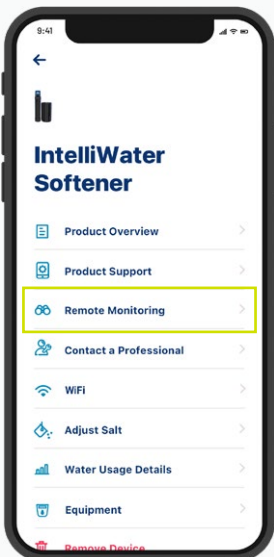 9:41
IntelliWater
Softener
Product Overview
Product Support
Remote Monitoring
Contact a Professional
WiFi
Adjust Salt
Water Usage Details
Equipment
Remove Device